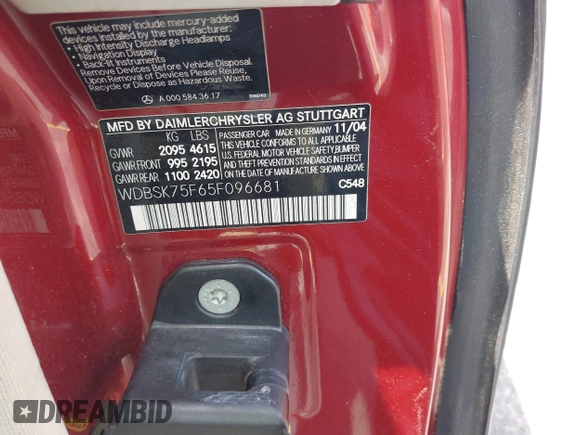 This vehicle may include mercury-added
devices installed by the manufacturer:
• High Intensity Discharge Headlamps
• Navigation Display
• Back-lit Instruments
Remove Devices Before Vehicle Disposal.
Upon Removal of Devices Please Reuse,
Recycle or Dispose as Hazardous Waste.
A 000 584 36 17
MFD BY DAIMLERCHRYSLER AG STUTTGART
KG LBS
GVWR 2095 4615
GAWR FRONT 995 2195
GAWR REAR 1100 2420
PASSENGER CAR MADE IN GERMANY 11/04
THIS VEHICLE CONFORMS TO ALL APPLICABLE
U.S. FEDERAL MOTOR VEHICLE SAFETY, BUMPER,
AND THEFT PREVENTION STANDARDS IN EFFECT
ON THE DATE OF MANUFACTURE SHOWN ABOVE
WDBSK75F65F096681
C548
DREAMBID